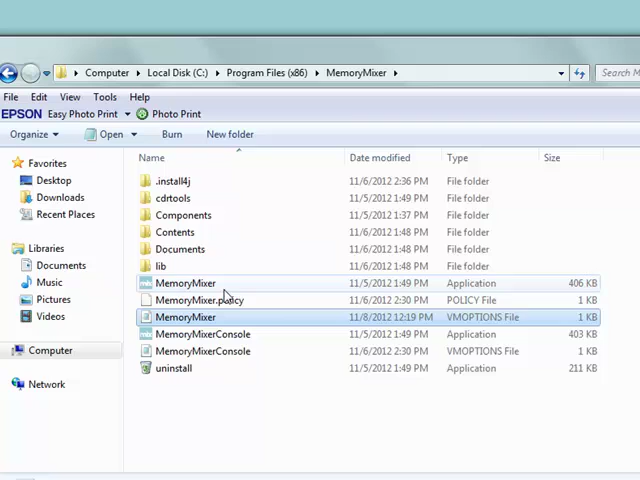 Computer Local Disk (C:) Program Files (x86) MemoryMixer Search M
File Edit View Tools Help
EPSON Easy Photo Print Photo Print
Organize Open Burn New folder
Name Date modified Type Size
Favorites
Desktop
Downloads
Recent Places
Libraries
Documents
Music
Pictures
Videos
Computer
Network
.install4j 11/6/2012 2:36 PM File folder
cdrtools 11/6/2012 1:48 PM File folder
Components 11/5/2012 1:37 PM File folder
Contents 11/6/2012 1:48 PM File folder
Documents 11/6/2012 1:48 PM File folder
lib 11/6/2012 1:48 PM File folder
MemoryMixer 11/5/2012 1:49 PM Application 406 KB
MemoryMixer.policy 11/6/2012 2:30 PM POLICY File 1 KB
MemoryMixer 11/8/2012 12:19 PM VMOPTIONS File 1 KB
MemoryMixerConsole 11/5/2012 1:49 PM Application 403 KB
MemoryMixerConsole 11/6/2012 2:30 PM VMOPTIONS File 1 KB
uninstall 11/5/2012 1:49 PM Application 211 KB